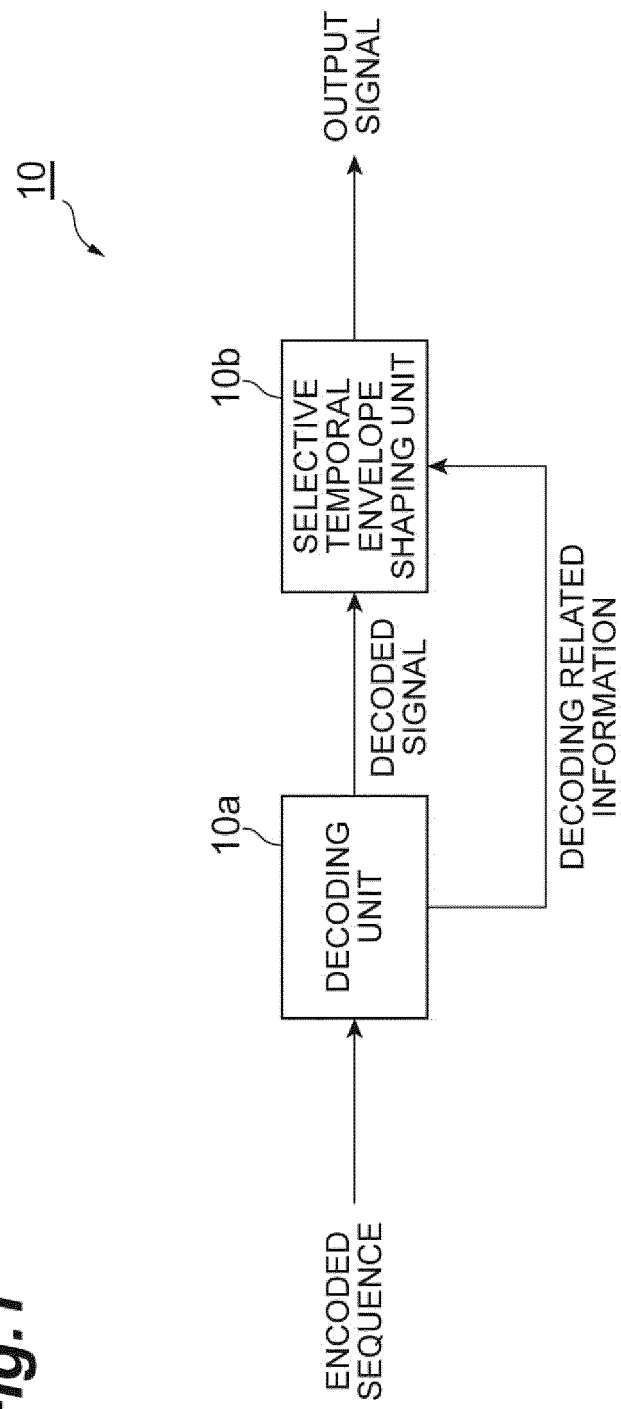 Fig.1
10
ENCODED
SEQUENCE
10a
DECODING
UNIT
DECODED
SIGNAL
10b
SELECTIVE
TEMPORAL
ENVELOPE
SHAPING UNIT
OUTPUT
SIGNAL
DECODING RELATED
INFORMATION